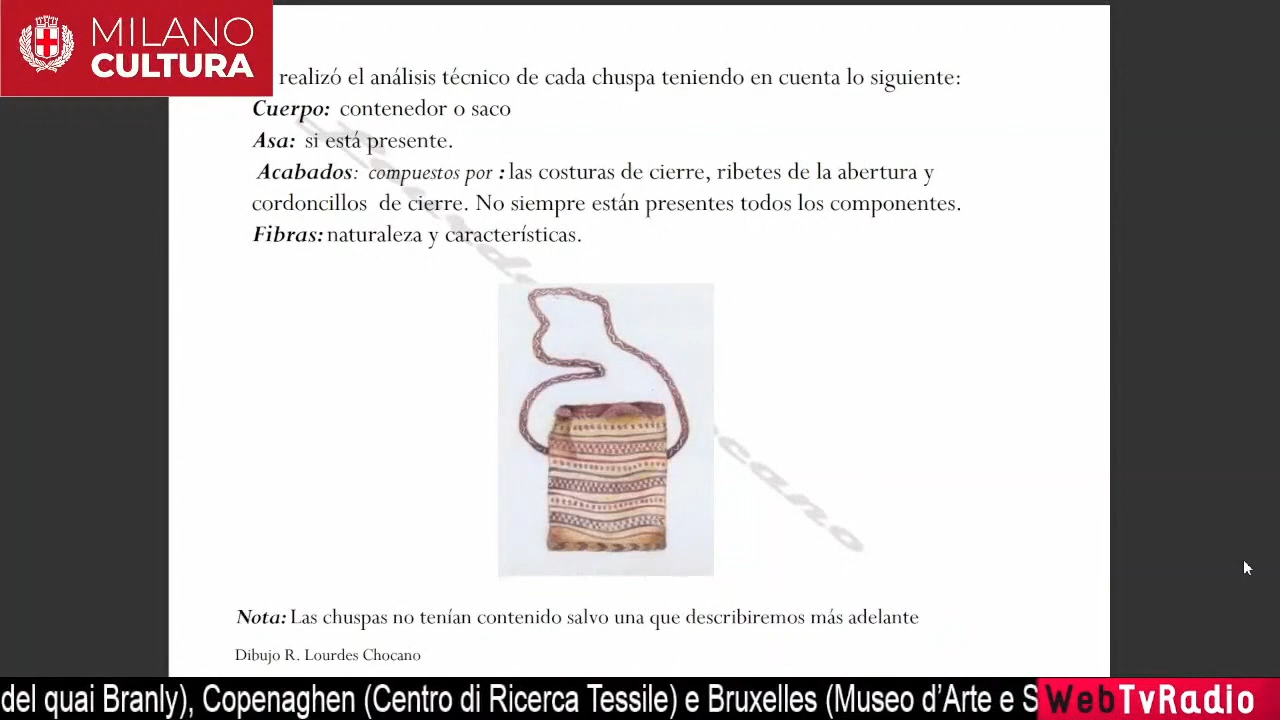 MILANO
CULTURA
realizó el análisis técnico de cada chuspa teniendo en cuenta lo siguiente:
Cuerpo: contenedor o saco
Asa: si está presente.
Acabados: compuestos por : las costuras de cierre, ribetes de la abertura y
cordoncillos de cierre. No siempre están presentes todos los componentes.
Fibras: naturaleza y características.
Nota: Las chuspas no tenían contenido salvo una que describiremos más adelante
Dibujo R. Lourdes Chocano
del quai Branly), Copenaghen (Centro di Ricerca Tessile) e Bruxelles (Museo d'Arte e S
WebTvRadio